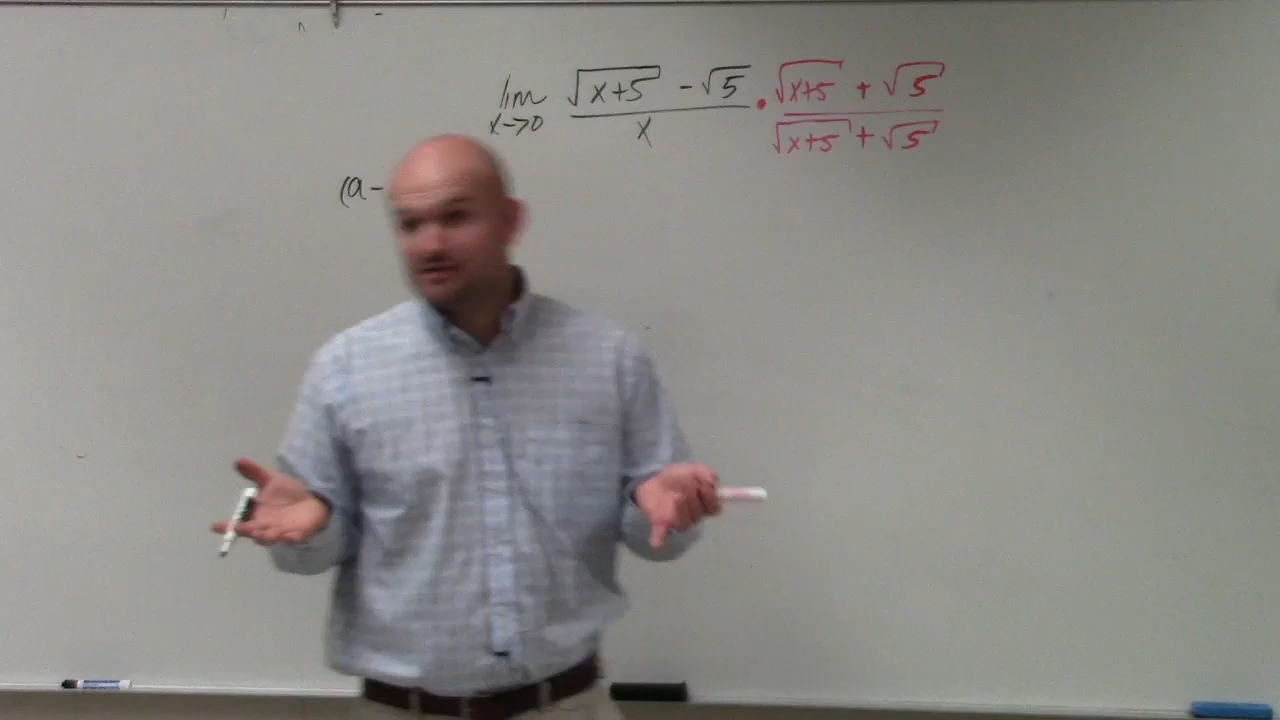 lim x→0 √(x+5) - √5 / x • √(x+5) + √5 / √(x+5) + √5
(a-